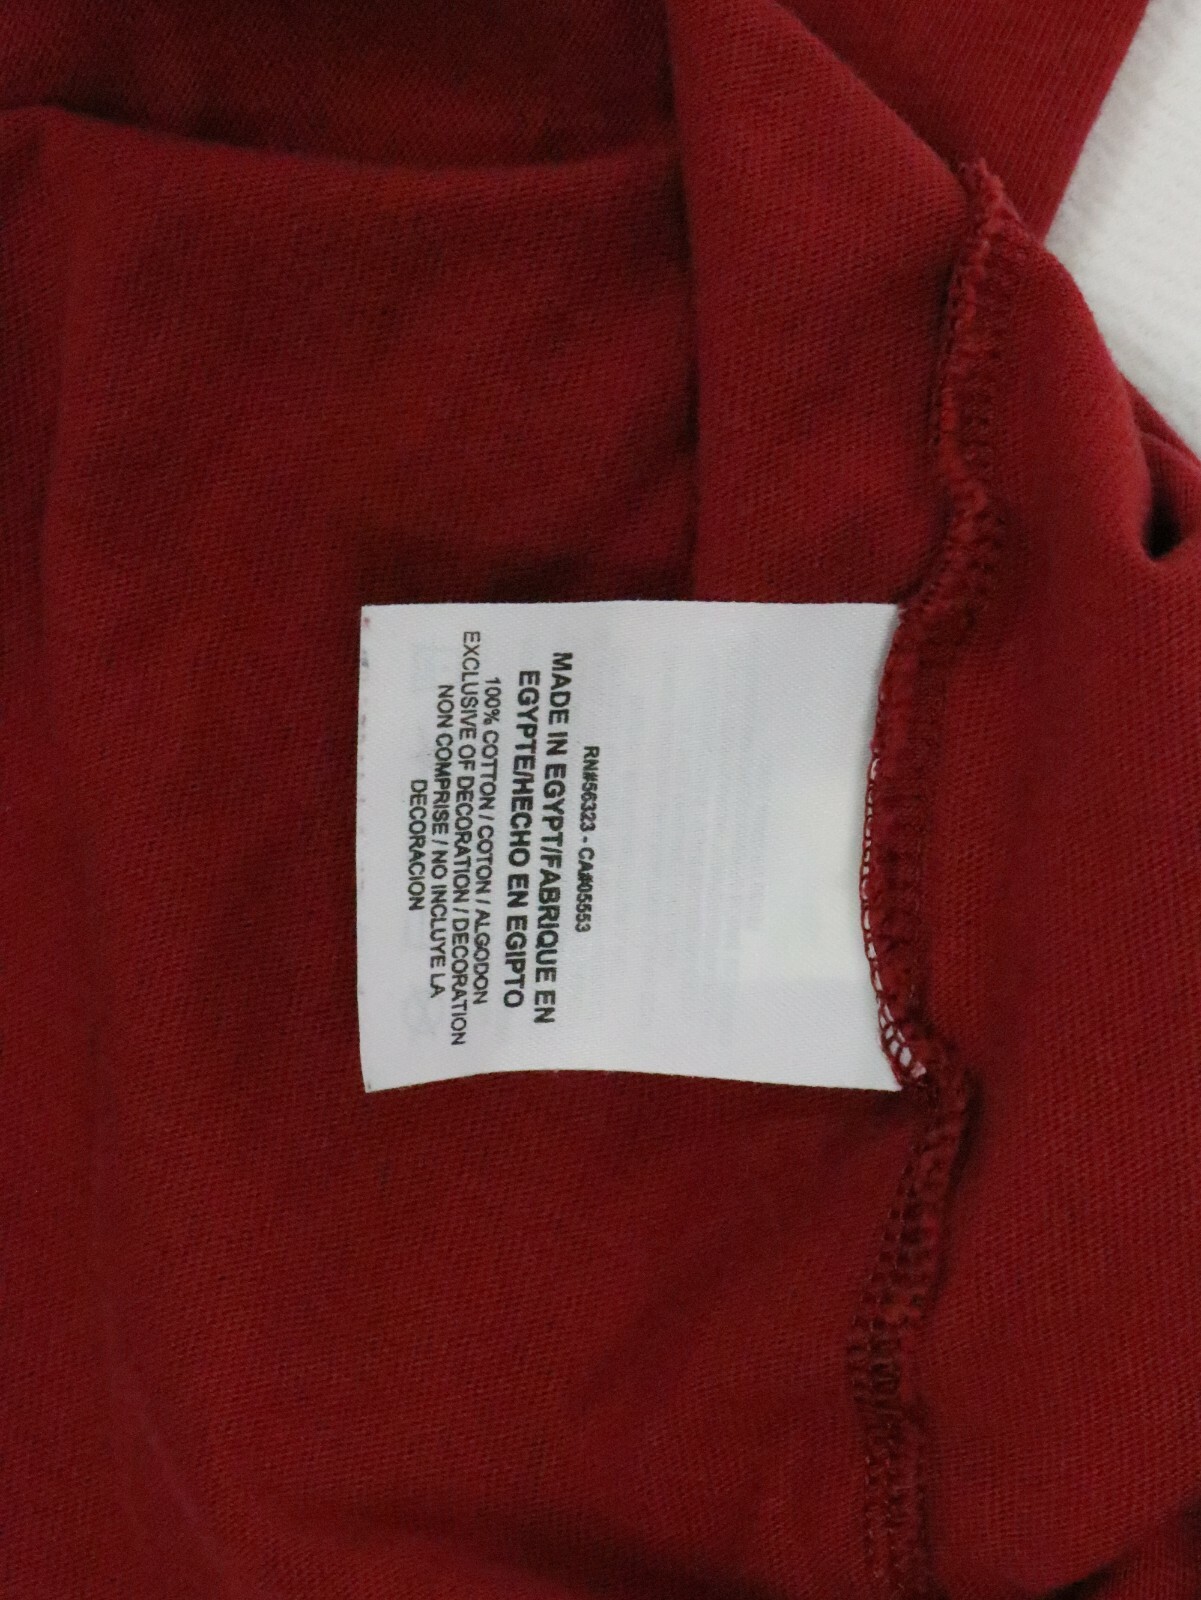 RN#56323 - CA#05553
MADE IN EGYPT/FABRIQUE EN
EGYPTE/HECHO EN EGIPTO
100% COTTON / COTON / ALGODON
EXCLUSIVE OF DECORATION / DECORATION
NON COMPRISE / NO INCLUYE LA
DECORACION